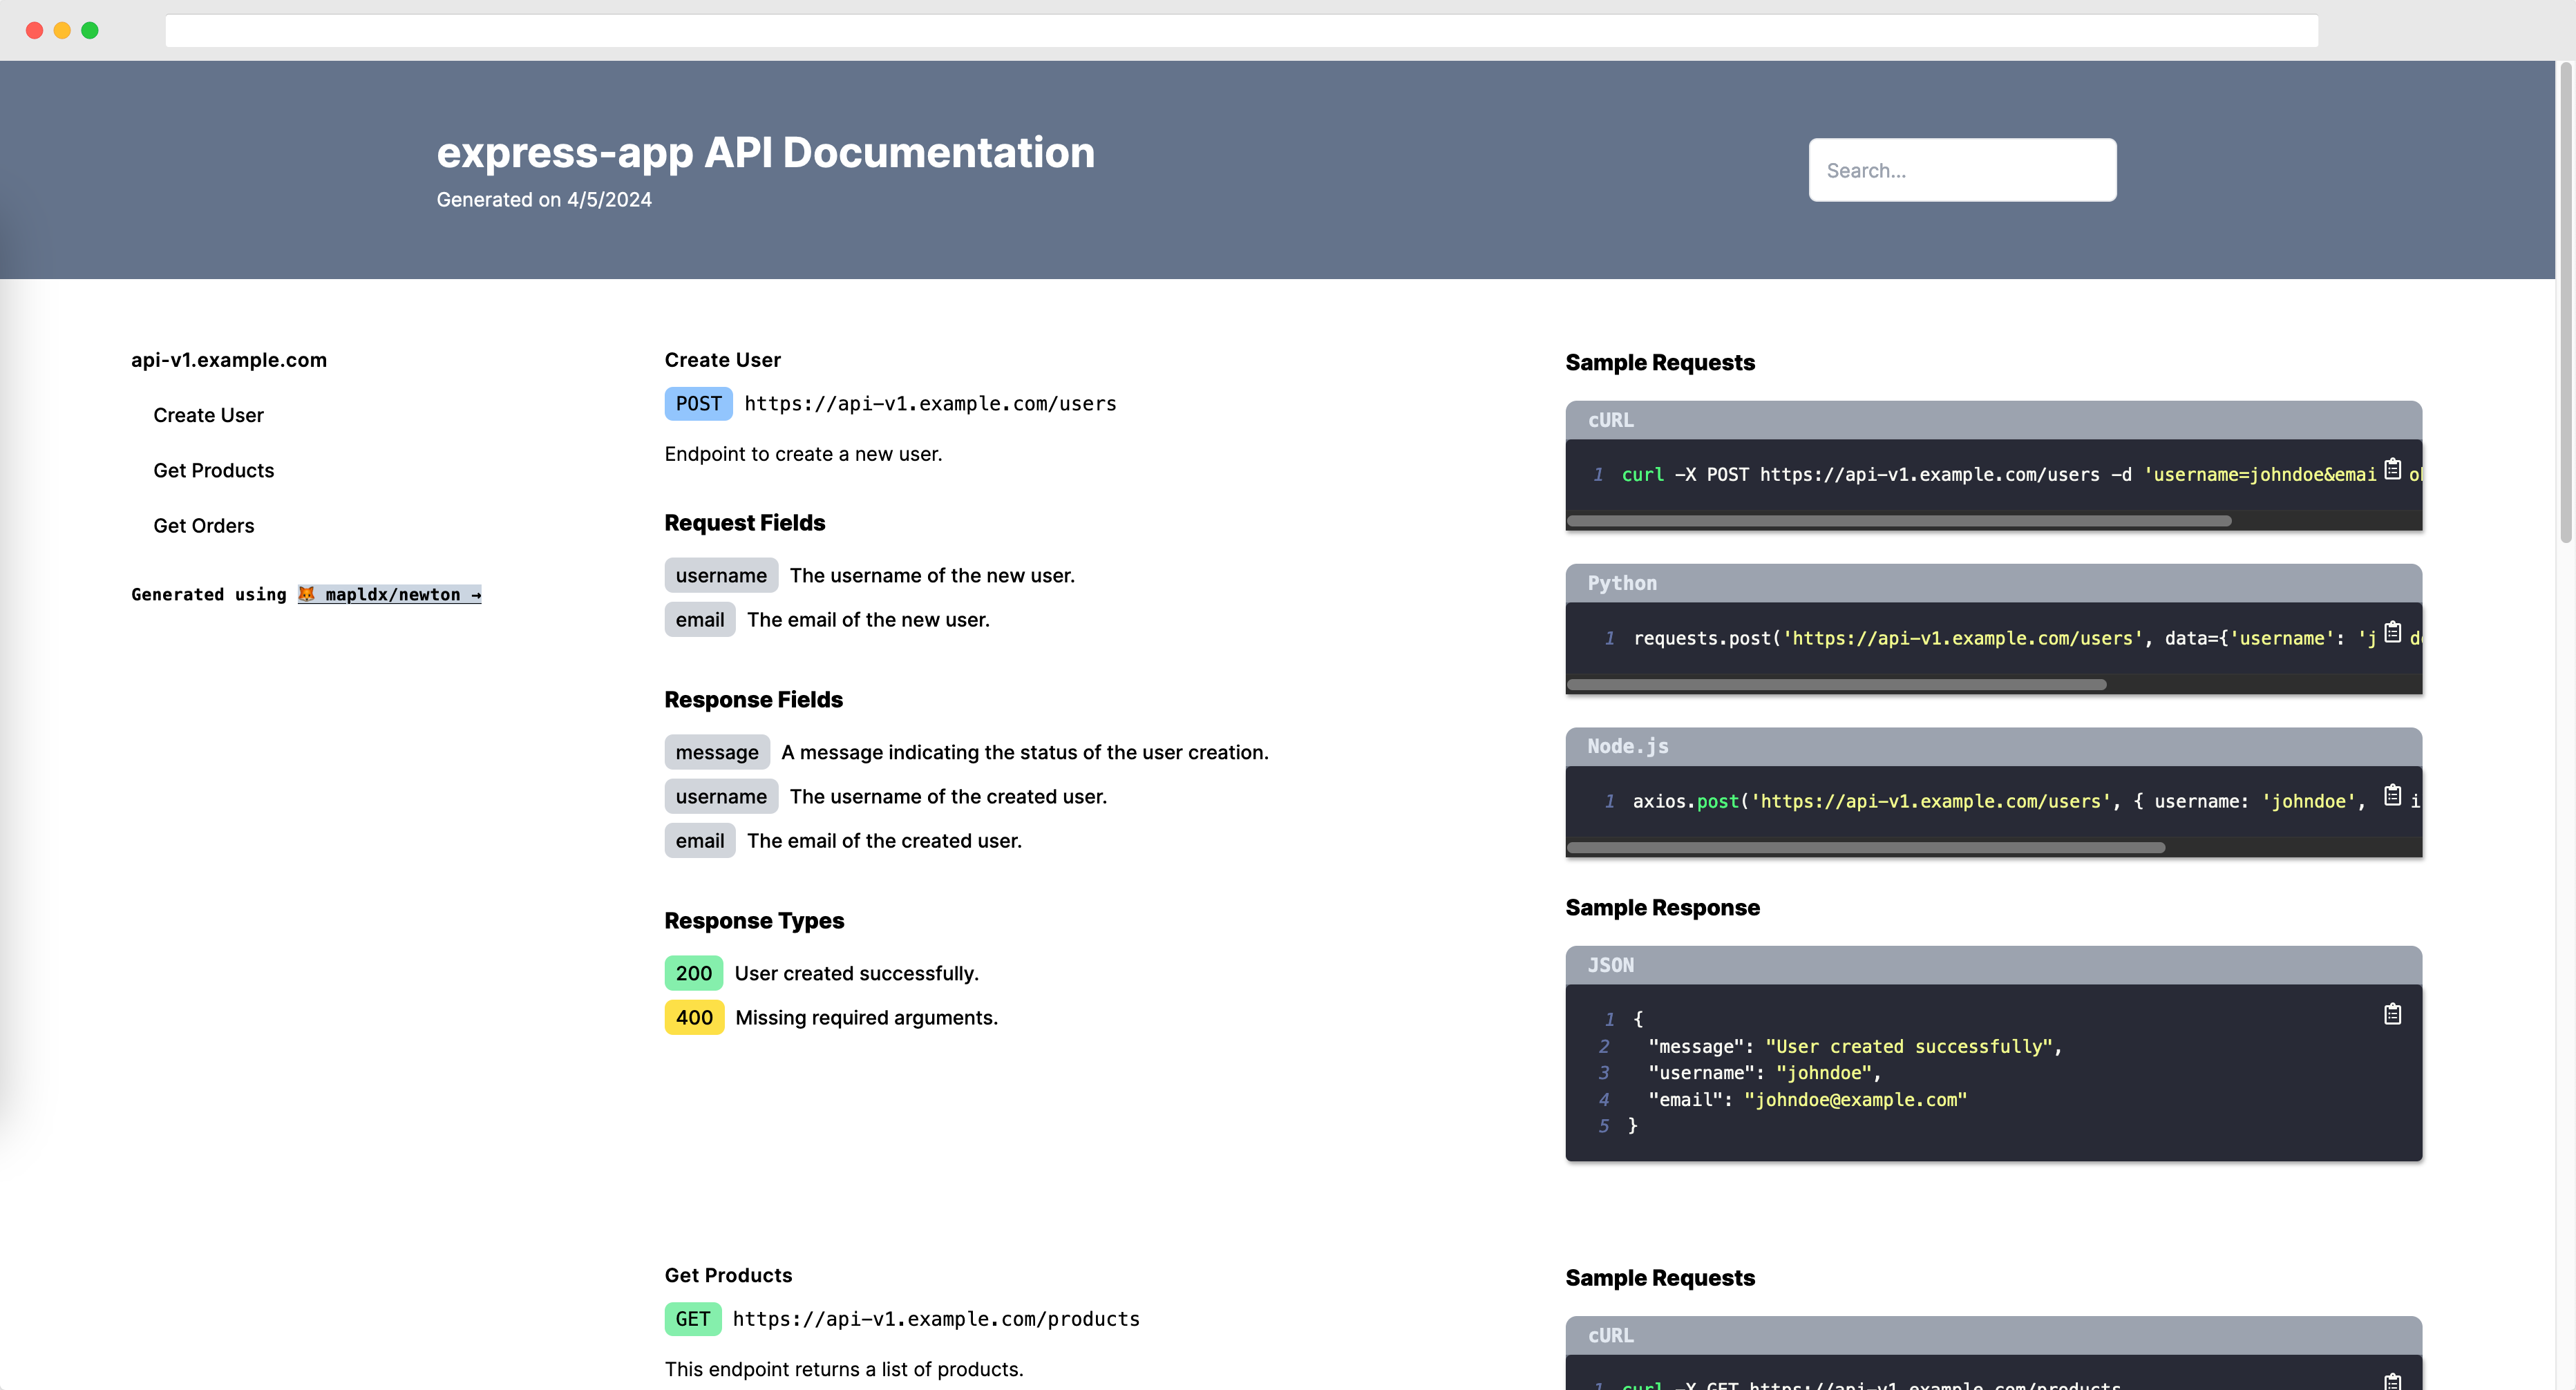 express-app API Documentation
Generated on 4/5/2024
Search...
api-v1.example.com
Create User
Get Products
Get Orders
Generated using 🦊 mapldx/newton →
Create User
POST https://api-v1.example.com/users
Endpoint to create a new user.
Request Fields
username The username of the new user.
email The email of the new user.
Response Fields
message A message indicating the status of the user creation.
username The username of the created user.
email The email of the created user.
Response Types
200 User created successfully.
400 Missing required arguments.
Sample Requests
cURL
1 curl -X POST https://api-v1.example.com/users -d 'username=johndoe&emai
Python
1 requests.post('https://api-v1.example.com/users', data={'username': 'j
Node.js
1 axios.post('https://api-v1.example.com/users', { username: 'johndoe',
Sample Response
JSON
1 {
2 "message": "User created successfully",
3 "username": "johndoe",
4 "email": "johndoe@example.com"
5 }
Get Products
GET https://api-v1.example.com/products
This endpoint returns a list of products.
Sample Requests
cURL
1 curl -X GET https://api-v1.example.com/products